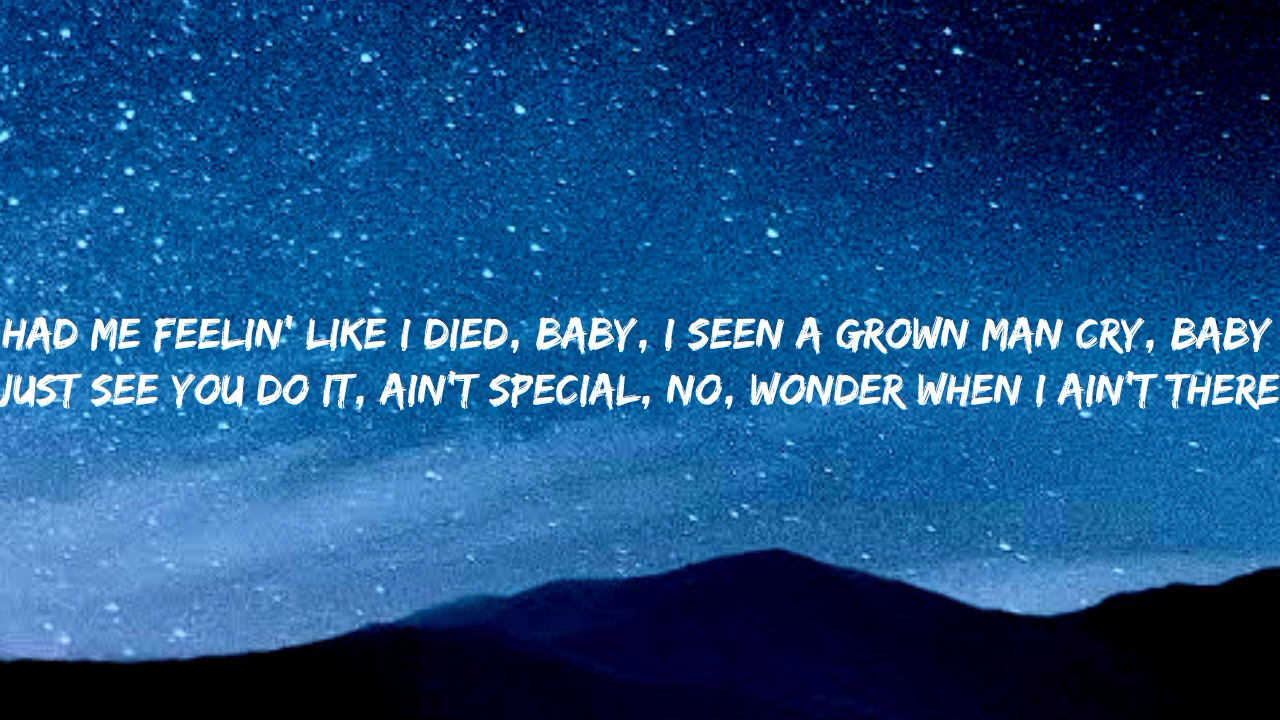 HAD ME FEELIN' LIKE I DIED, BABY, I SEEN A GROWN MAN CRY, BABY
JUST SEE YOU DO IT, AIN'T SPECIAL, NO, WONDER WHEN I AIN'T THERE